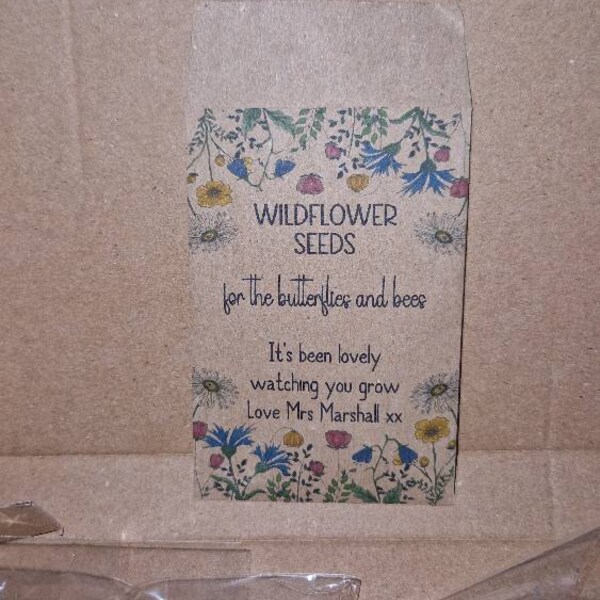 WILDFLOWER
SEEDS
for the butterflies and bees
It's been lovely
watching you grow
Love Mrs Marshall xx